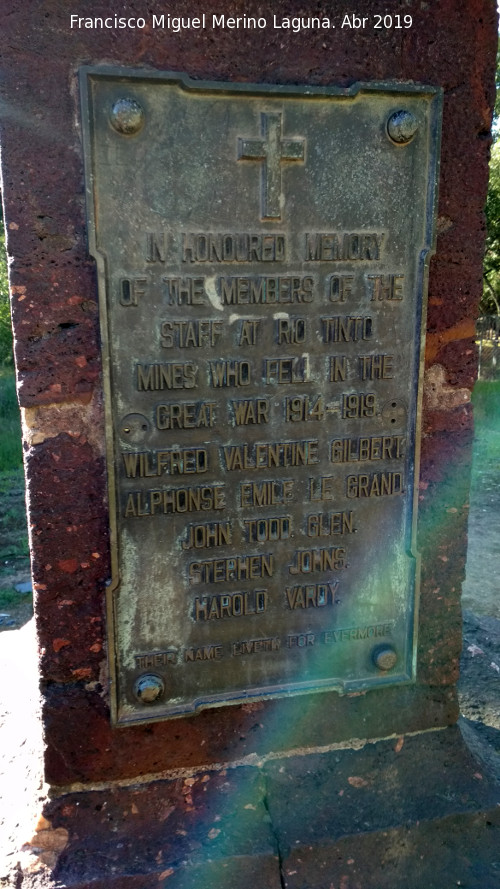 Francisco Miguel Merino Laguna. Abr 2019
IN HONOURED MEMORY
OF THE MEMBERS OF THE
STAFF AT RIO TINTO
MINES WHO FELL IN THE
GREAT WAR 1914-1919.
WILFRED VALENTINE GILBERT.
ALPHONSE EMILE LE GRAND.
JOHN TODD GLEN.
STEPHEN JOHNS.
HAROLD VARDY.
THEIR NAME LIVETH FOR EVERMORE